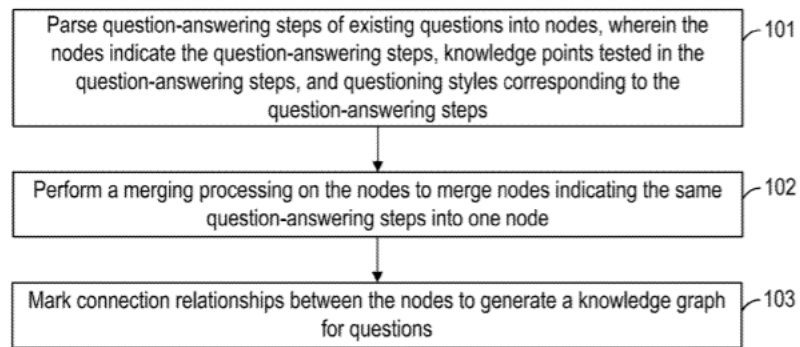 Parse question-answering steps of existing questions into nodes, wherein
the nodes indicate the question-answering steps, knowledge points tested in
the question-answering steps, and questioning styles corresponding to the
question-answering steps
101
Perform a merging processing on the nodes to merge nodes indicating the same
question-answering steps into one node
102
Mark connection relationships between the nodes to generate a knowledge graph
for questions
103